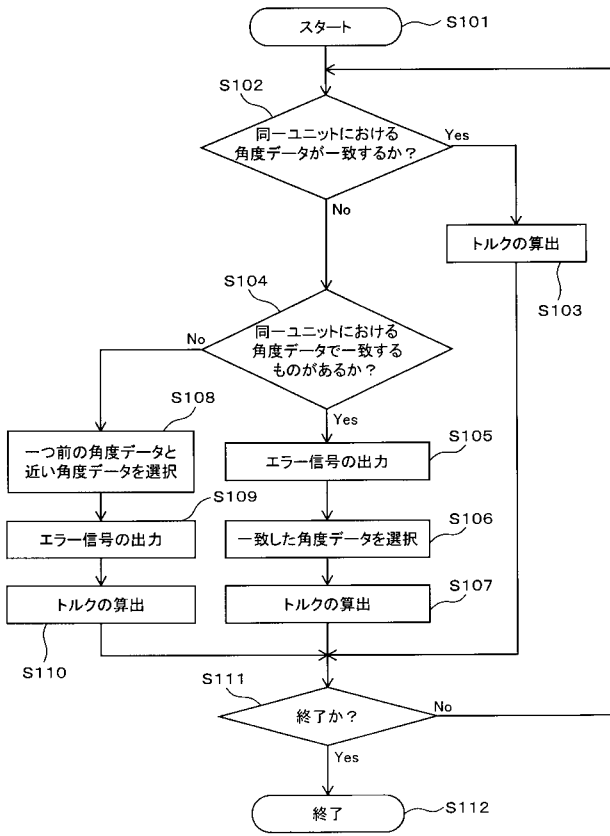 スタート
S101
S102
同一ユニットにおける
角度データが一致するか？
Yes
No
トルクの算出
S103
S104
同一ユニットにおける
角度データで一致する
ものがあるか？
No
Yes
S108
一つ前の角度データと
近い角度データを選択
S105
エラー信号の出力
S109
エラー信号の出力
S106
一致した角度データを選択
トルクの算出
S110
トルクの算出
S107
S111
終了か？
No
Yes
終了
S112